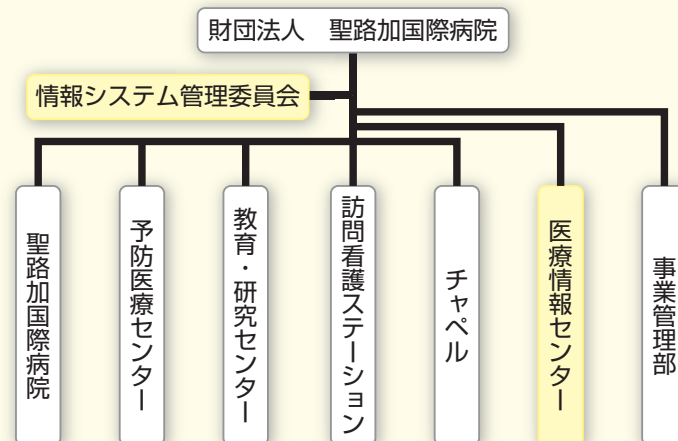 財団法人　聖路加国際病院
情報システム管理委員会
聖路加国際病院
予防医療センター
教育・研究センター
訪問看護ステーション
チャペル
医療情報センター
事業管理部